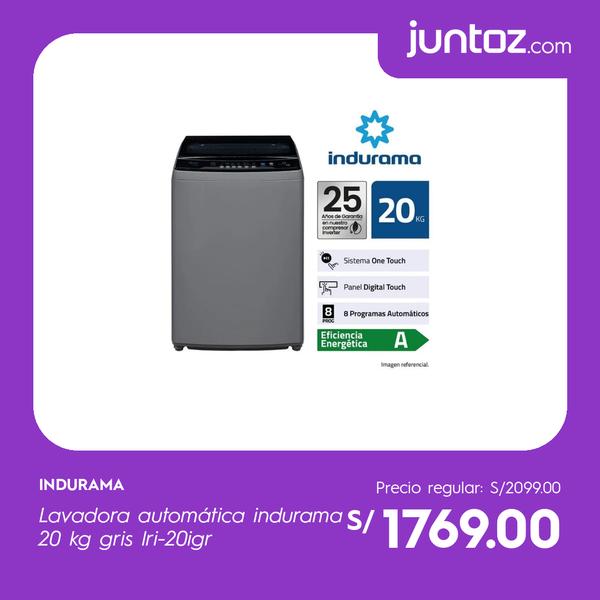 juntoz.com
indurama
25
Años de Garantía
en nuestro
compresor
Inverter
20 KG
Sistema One Touch
Panel Digital Touch
8
PROG
8 Programas Automáticos
Eficiencia
Energética
A
Imagen referencial.
INDURAMA
Precio regular: S/2099.00
Lavadora automática indurama
20 kg gris lri-20igr
S/ 1769.00